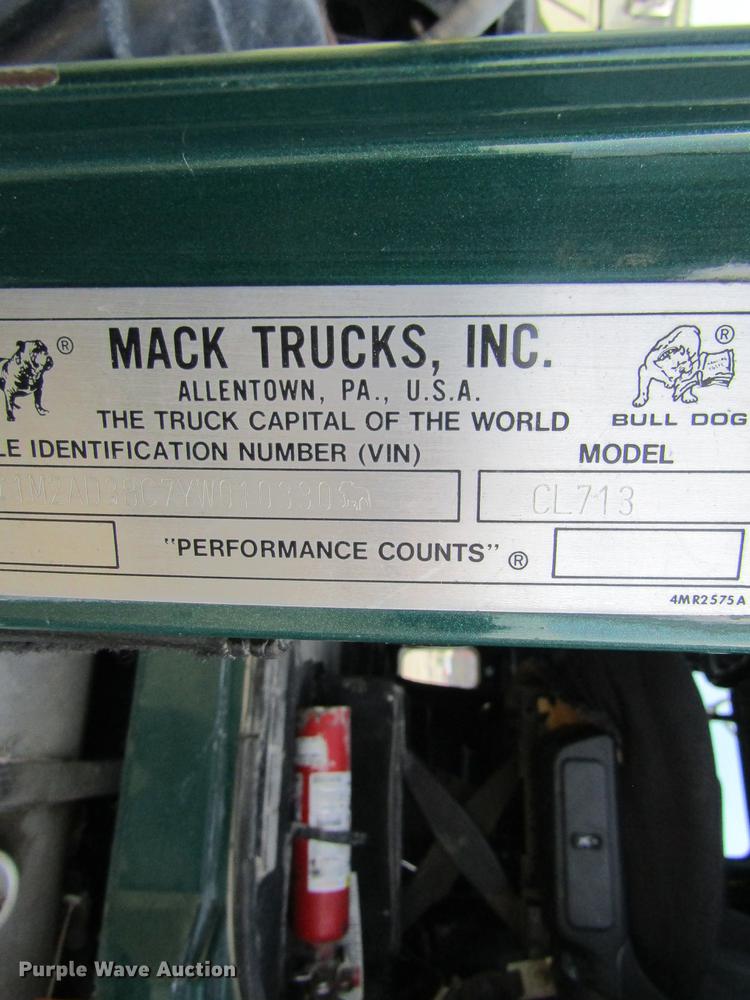 ® MACK TRUCKS, INC. ®
ALLENTOWN, PA., U.S.A.
THE TRUCK CAPITAL OF THE WORLD BULL DOG
LE IDENTIFICATION NUMBER (VIN) MODEL
CL713
"PERFORMANCE COUNTS" ®
4MR2575A
Purple Wave Auction